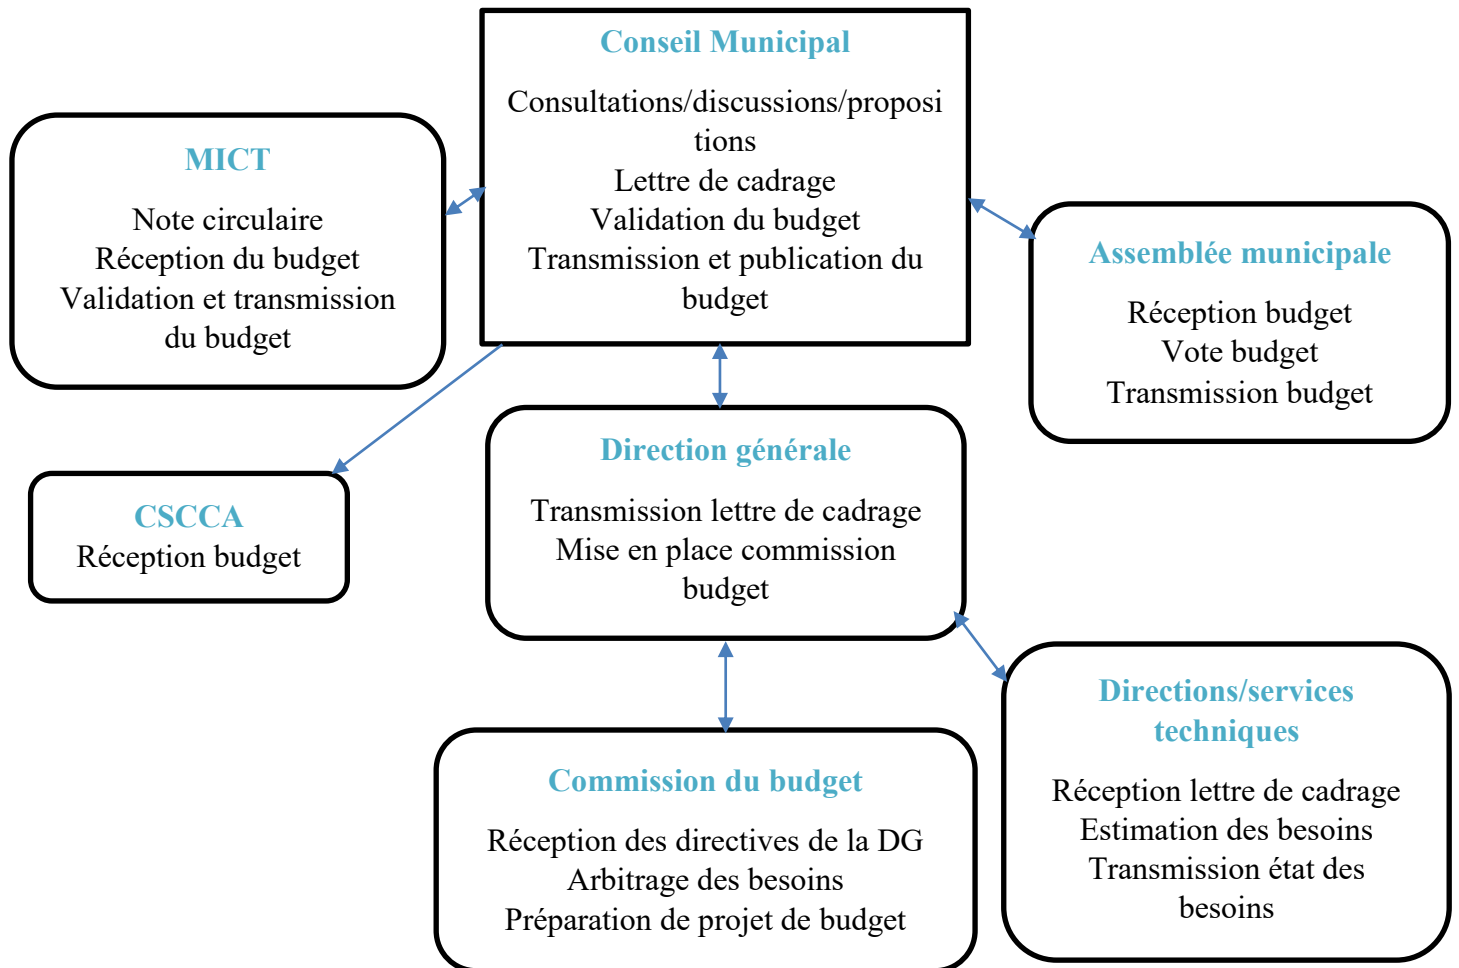 Conseil Municipal
Consultations/discussions/proposi
tions
Lettre de cadrage
Validation du budget
Transmission et publication du
budget
MICT
Note circulaire
Réception du budget
Validation et transmission
du budget
Assemblée municipale
Réception budget
Vote budget
Transmission budget
Direction générale
Transmission lettre de cadrage
Mise en place commission
budget
CSCCA
Réception budget
Directions/services
techniques
Réception lettre de cadrage
Estimation des besoins
Transmission état des
besoins
Commission du budget
Réception des directives de la DG
Arbitrage des besoins
Préparation de projet de budget